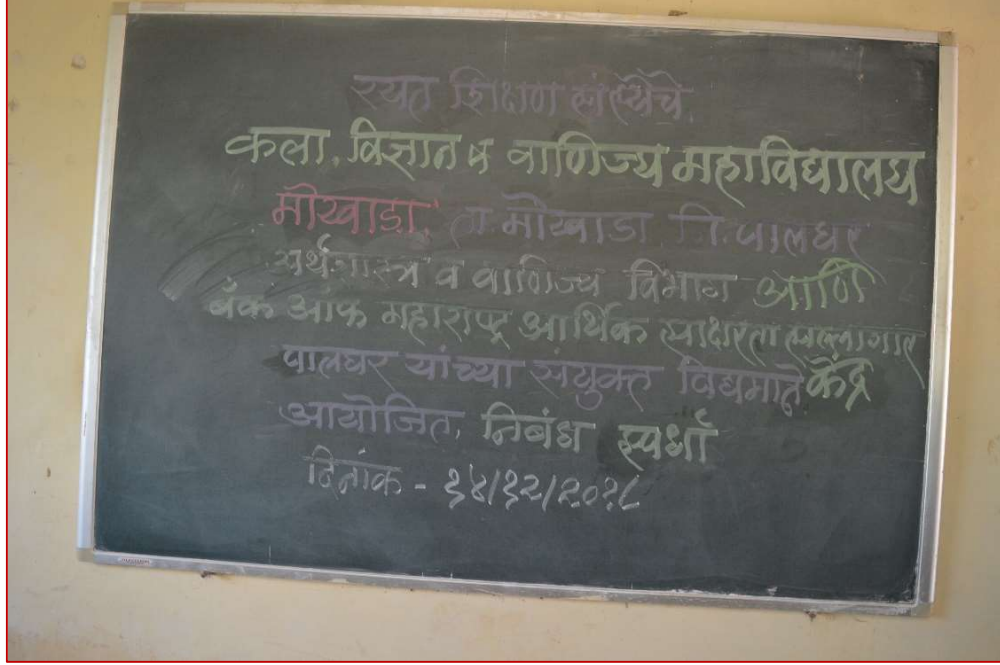 रयत शिक्षण संस्थेचे,
कला, विज्ञान व वाणिज्य महाविद्यालय
मोखाडा, ता. मोखाडा जि. पालघर
अर्थशास्त्र व वाणिज्य विभाग आणि
बँक ऑफ महाराष्ट्र आर्थिक साक्षरता सल्लागार
पालघर यांच्या संयुक्त विद्यमाते केंद्र
आयोजित, निबंध स्पर्धा
दिनांक - १४/१२/२०१८